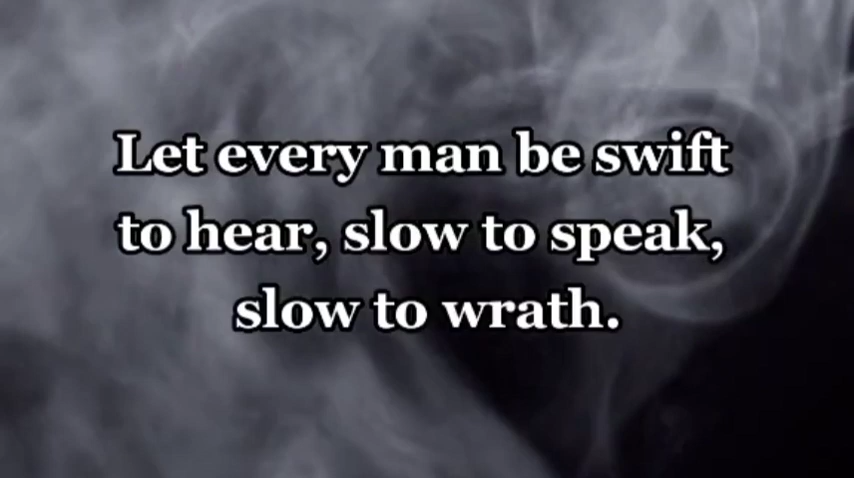 Let every man be swift
to hear, slow to speak,
slow to wrath.